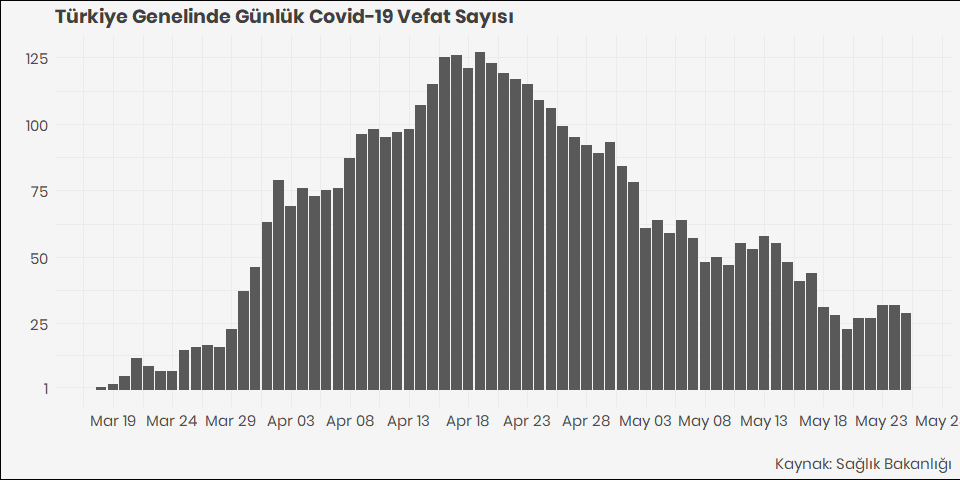 Türkiye Genelinde Günlük Covid-19 Vefat Sayısı
125
100
75
50
25
1
Mar 19 Mar 24 Mar 29 Apr 03 Apr 08 Apr 13 Apr 18 Apr 23 Apr 28 May 03 May 08 May 13 May 18 May 23 May 2
Kaynak: Sağlık Bakanlığı